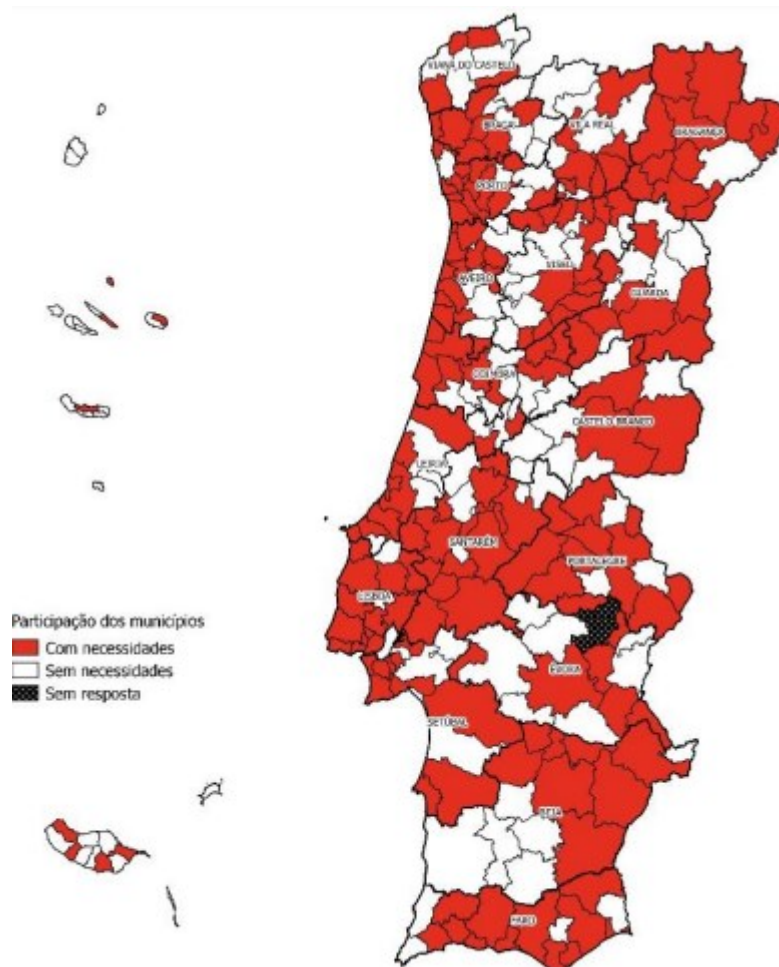 VIANA DO CASTELO
BRAGA
VILA REAL
BRAGANÇA
PORTO
VISEU
AVEIRO
GUARDA
COIMBRA
CASTELO BRANCO
LEIRIA
SANTARÉM
PORTALEGRE
LISBOA
Participação dos municípios
Com necessidades
Sem necessidades
Sem resposta
ÉVORA
SETÚBAL
BEJA
FARO